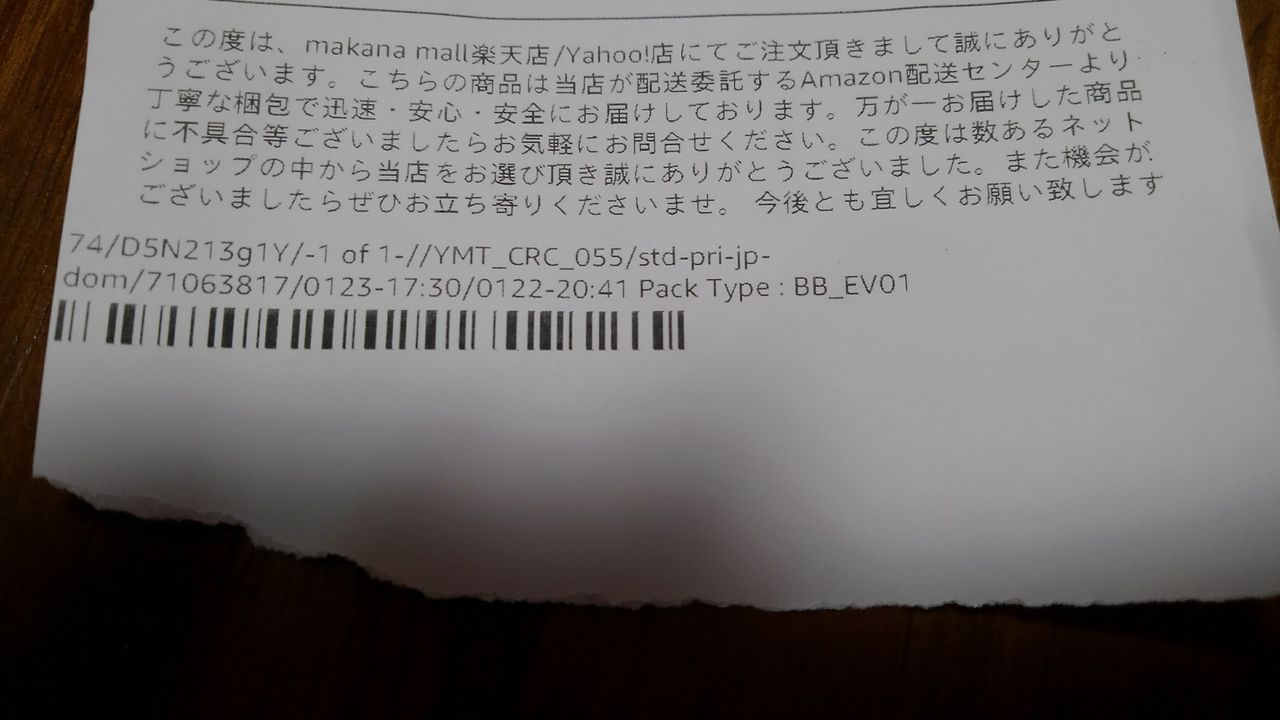 この度は、makana mall楽天店/Yahoo!店にてご注文頂きまして誠にありがと
うございます。こちらの商品は当店が配送委託するAmazon配送センターより
丁寧な梱包で迅速・安心・安全にお届けしております。万が一お届けした商品
に不具合等ございましたらお気軽にお問合せください。この度は数あるネット
ショップの中から当店をお選び頂き誠にありがとうございました。また機会が
ございましたらぜひお立ち寄りくださいませ。 今後とも宜しくお願い致します
74/D5N213g1Y/-1 of 1-//YMT_CRC_055/std-pri-jp-
dom/71063817/0123-17:30/0122-20:41 Pack Type : BB_EV01